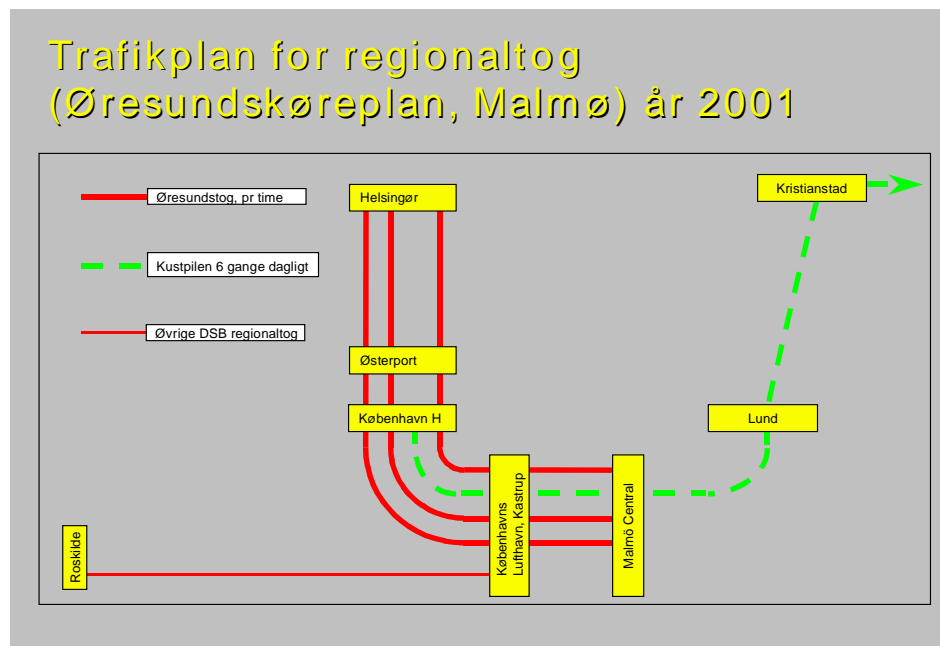 Trafikplan for regionaltog
(Øresundskøreplan, Malmø) år 2001
Øresundstog, pr time
Kustpilen 6 gange dagligt
Øvrige DSB regionaltog
Helsingør
Østerport
København H
Kristianstad
Lund
Roskilde
Københavns
Lufthavn, Kastrup
Malmö Central